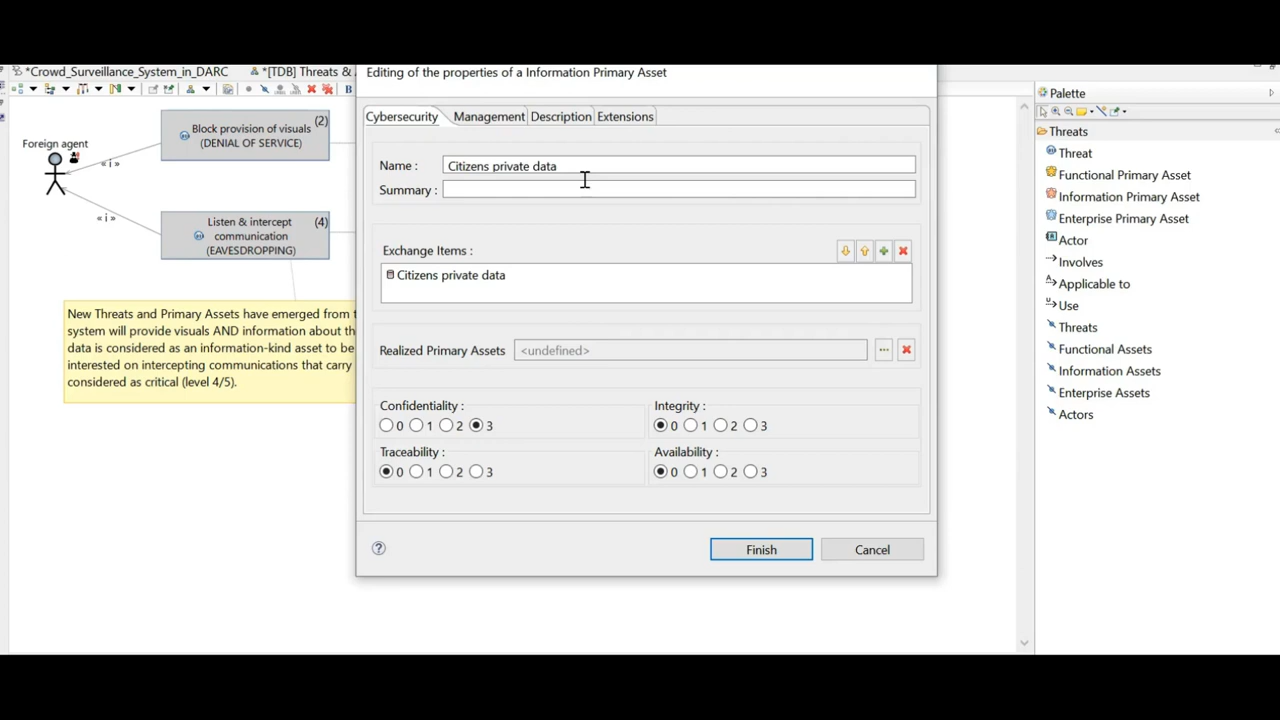 Editing of the properties of a Information Primary Asset
*Crowd_Surveillance_System_in_DARC
*[TDB] Threats &
B
Cybersecurity
Management
Description
Extensions
Name :
Citizens private data
Summary :
Exchange Items :
Citizens private data
Realized Primary Assets
<undefined>
...
Confidentiality :
0 1 2 3
Integrity :
0 1 2 3
Traceability :
0 1 2 3
Availability :
0 1 2 3
?
Finish
Cancel
Foreign agent
« i »
« i »
Block provision of visuals
(DENIAL OF SERVICE)
(2)
Listen & intercept
communication
(EAVESDROPPING)
(4)
New Threats and Primary Assets have emerged from
system will provide visuals AND information about
data is considered as an information-kind asset to be
interested on intercepting communications that carry
considered as critical (level 4/5).
Palette
Threats
Threat
Functional Primary Asset
Information Primary Asset
Enterprise Primary Asset
Actor
Involves
Applicable to
Use
Threats
Functional Assets
Information Assets
Enterprise Assets
Actors